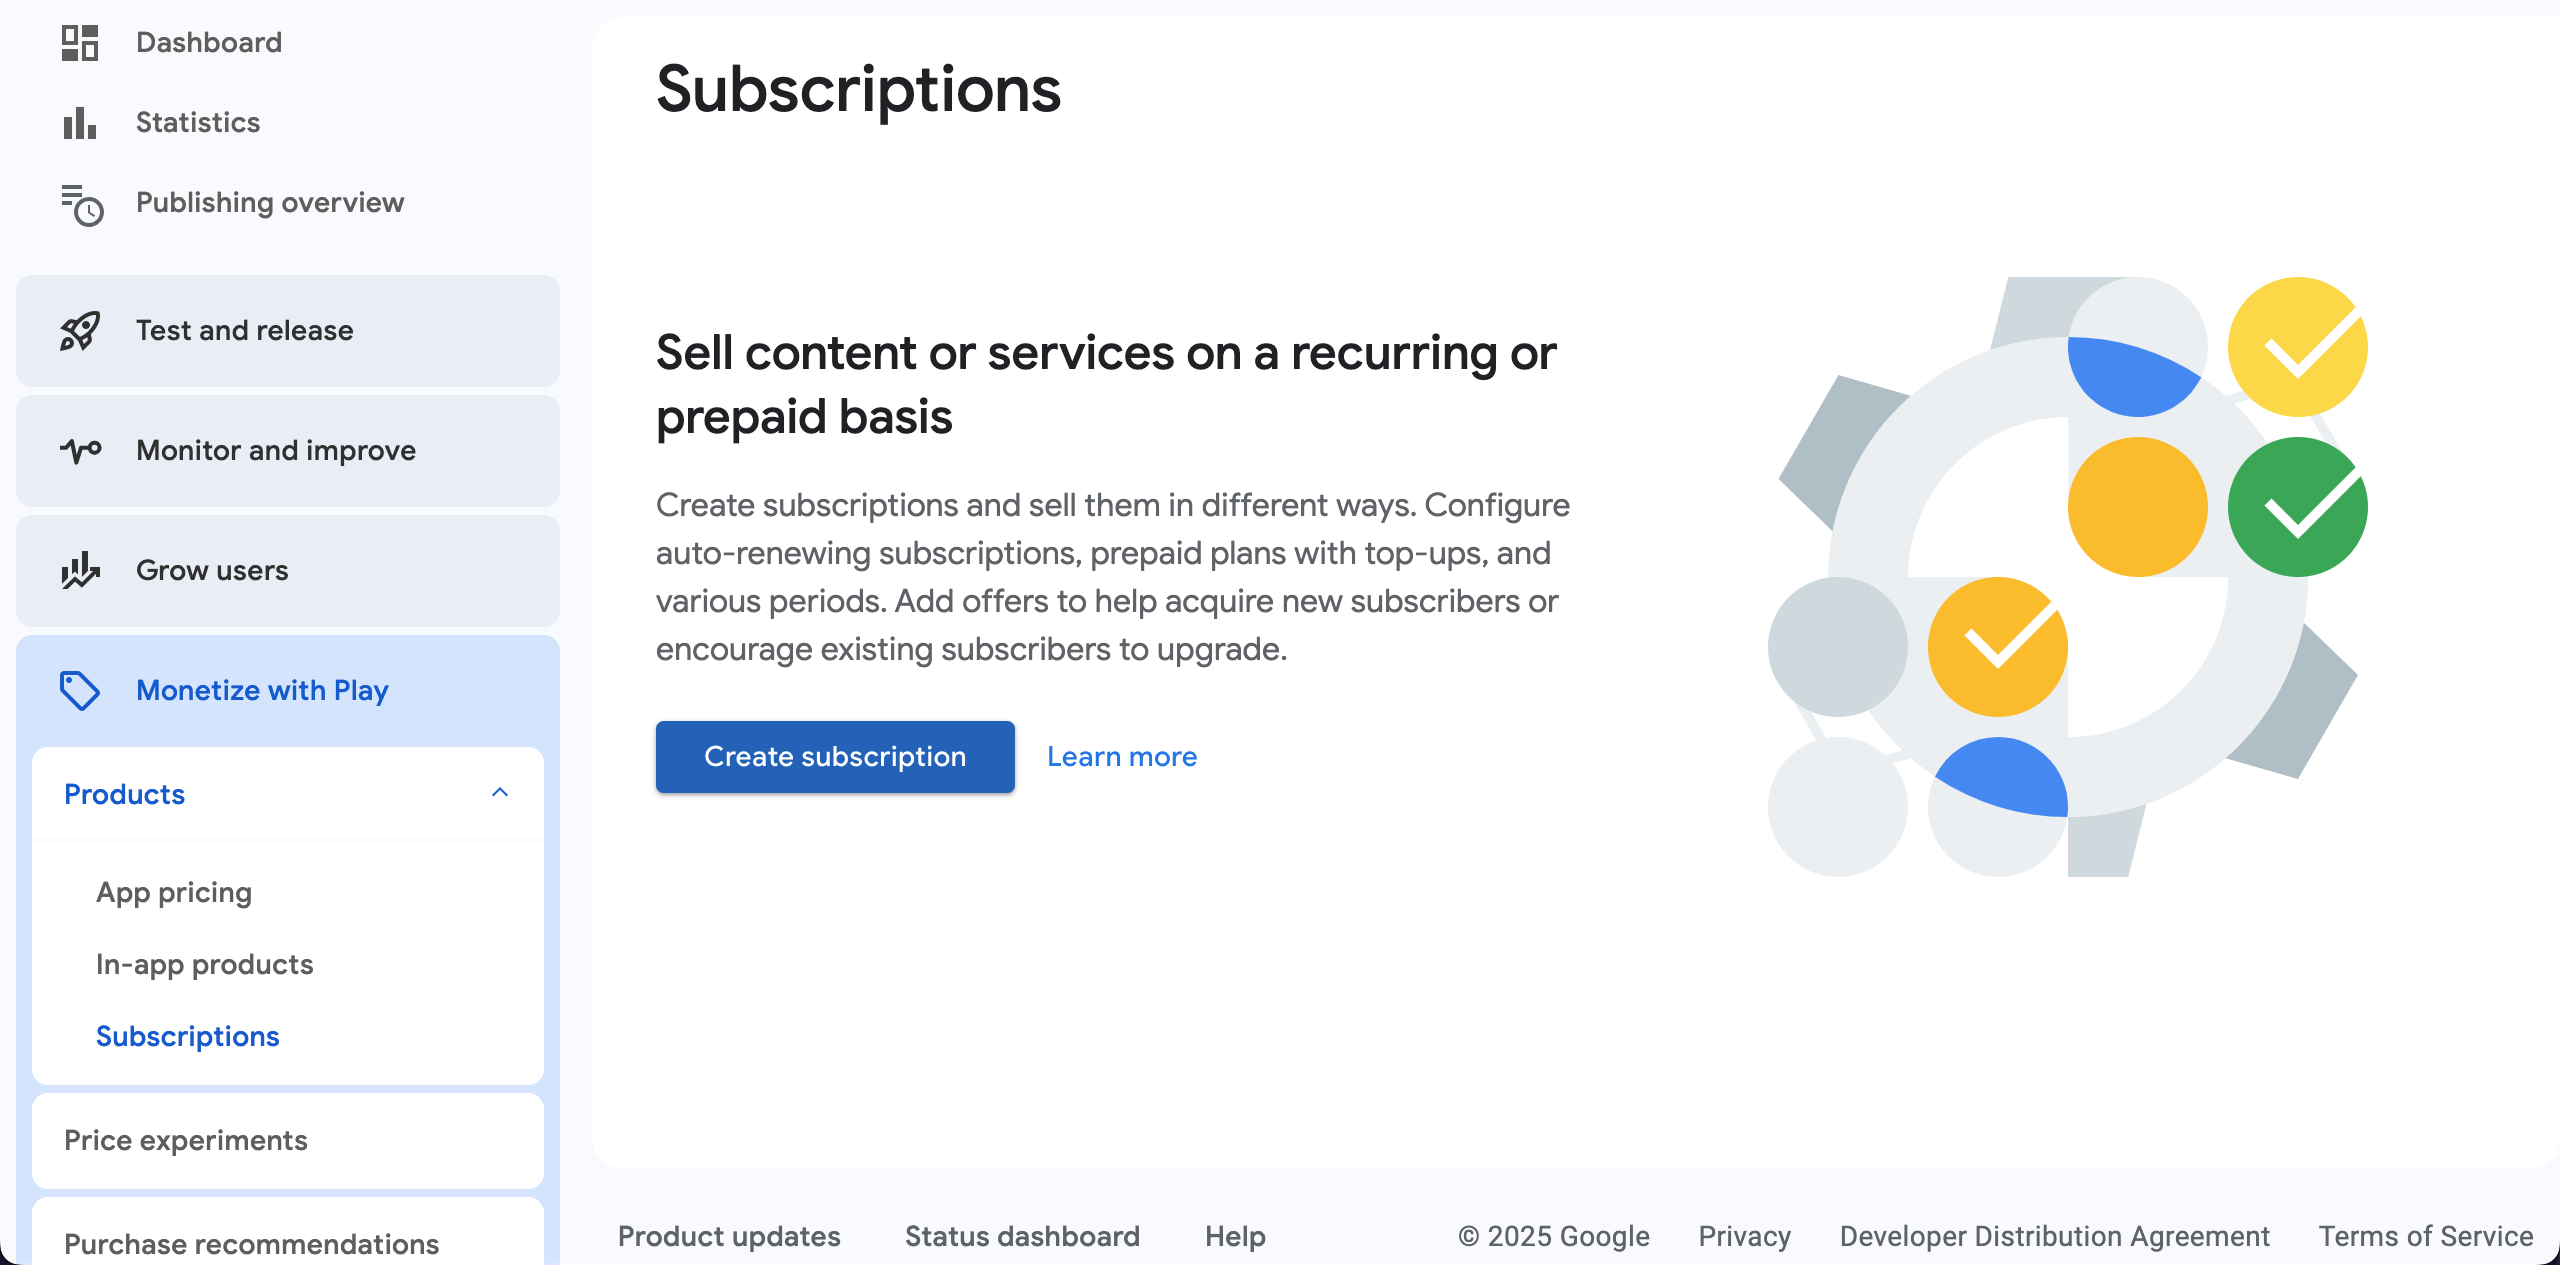 Dashboard
Statistics
Publishing overview
Test and release
Monitor and improve
Grow users
Monetize with Play
Products
App pricing
In-app products
Subscriptions
Price experiments
Purchase recommendations
Subscriptions
Sell content or services on a recurring or
prepaid basis
Create subscriptions and sell them in different ways. Configure
auto-renewing subscriptions, prepaid plans with top-ups, and
various periods. Add offers to help acquire new subscribers or
encourage existing subscribers to upgrade.
Create subscription
Learn more
Product updates
Status dashboard
Help
© 2025 Google
Privacy
Developer Distribution Agreement
Terms of Service